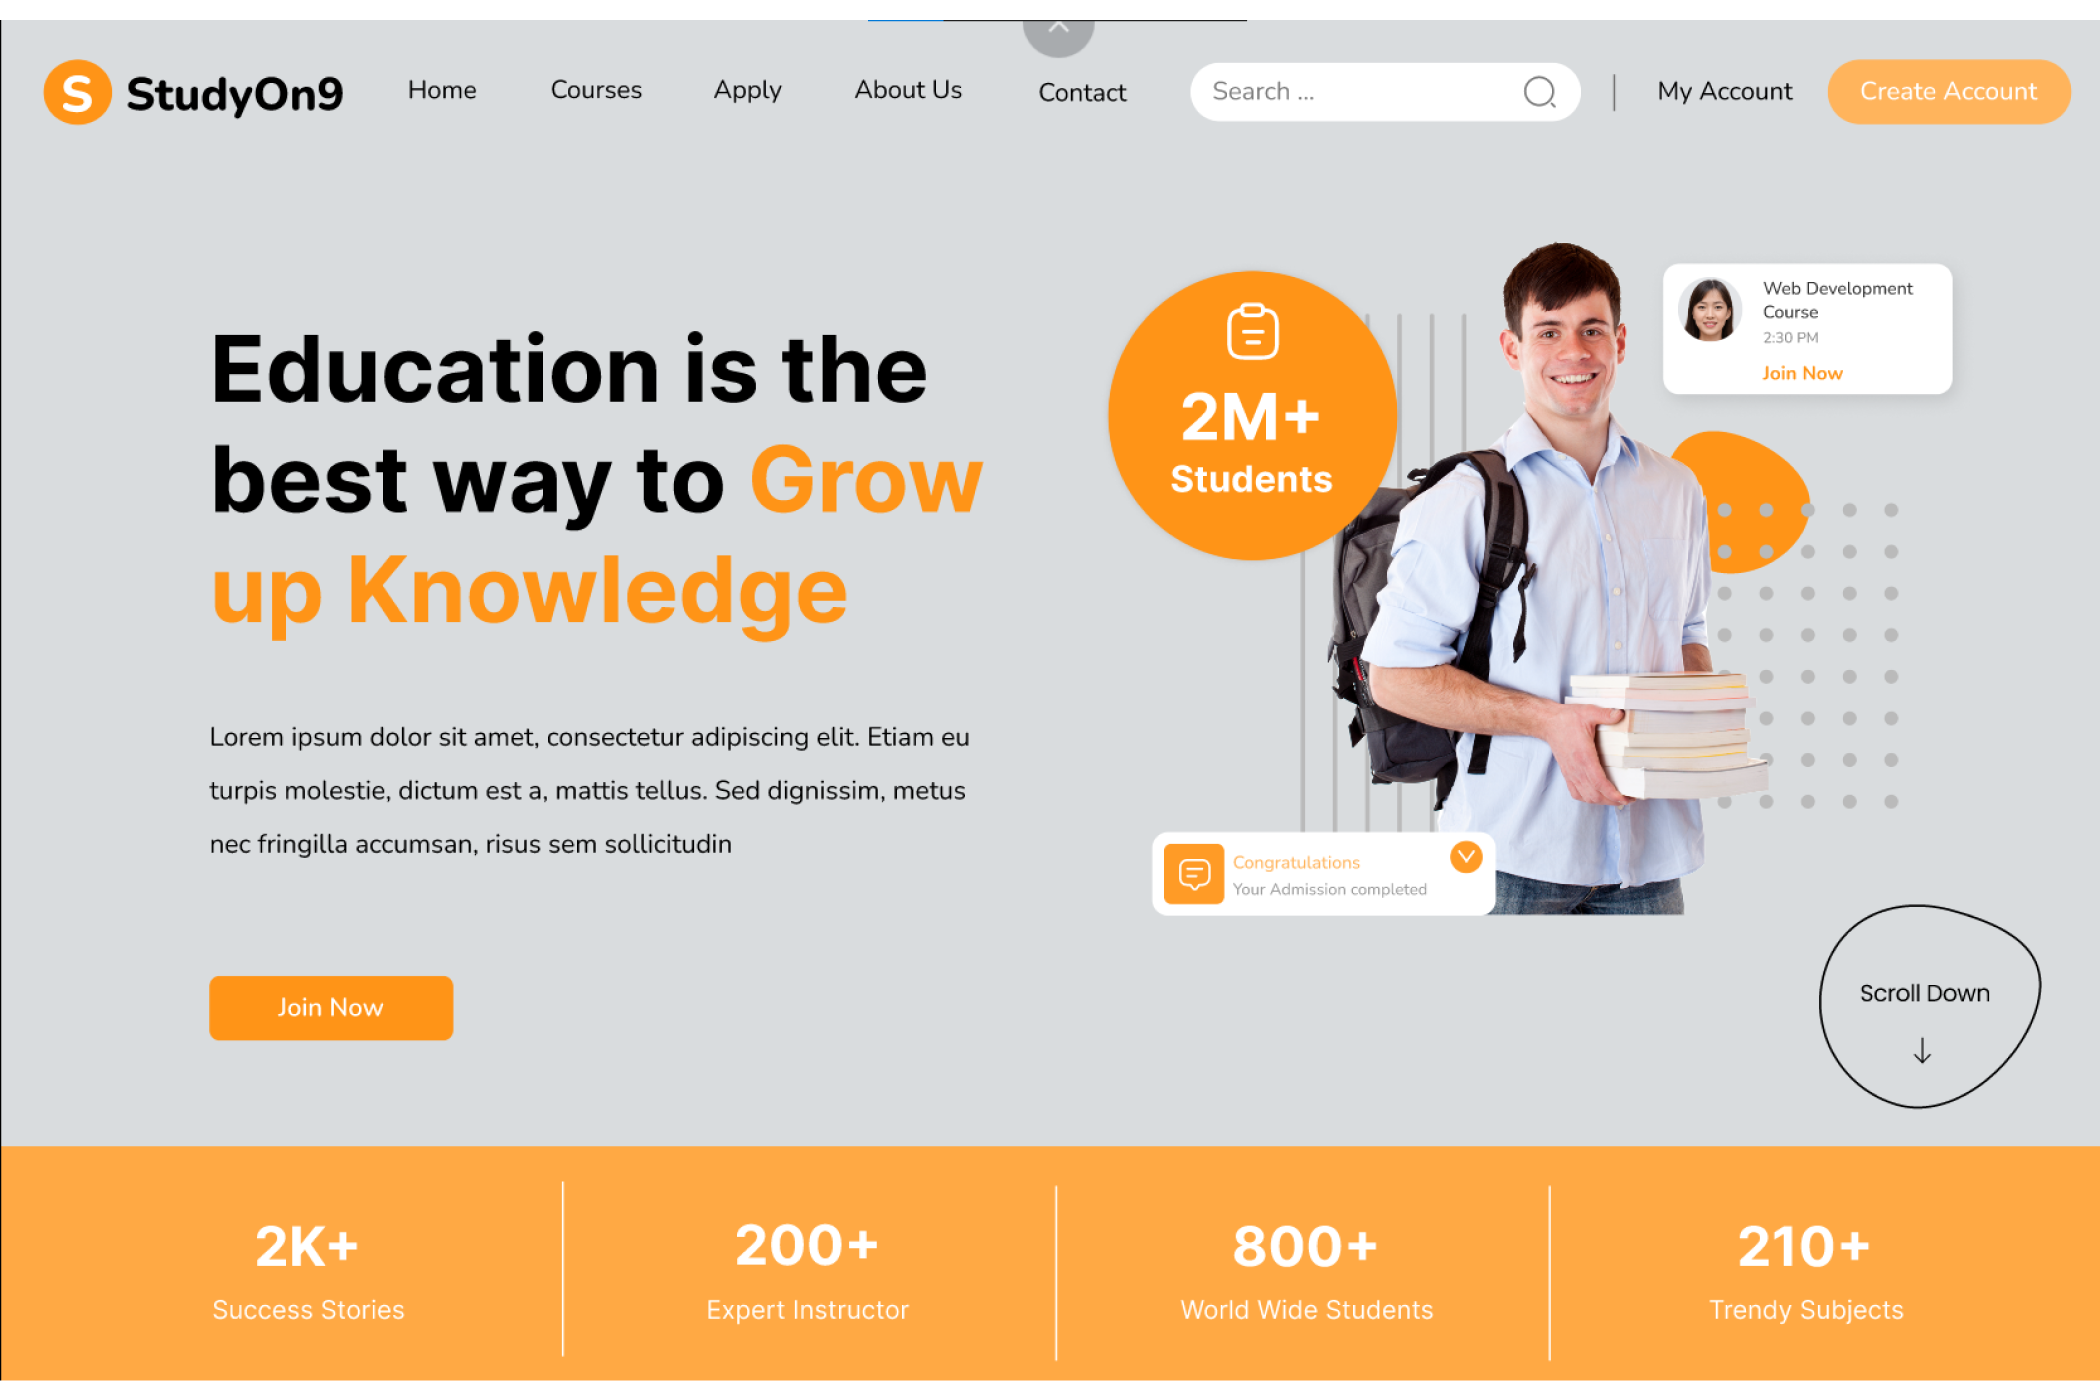 S StudyOn9
Home
Courses
Apply
About Us
Contact
Search ...
My Account
Create Account
Education is the
best way to Grow
up Knowledge
Lorem ipsum dolor sit amet, consectetur adipiscing elit. Etiam eu
turpis molestie, dictum est a, mattis tellus. Sed dignissim, metus
nec fringilla accumsan, risus sem sollicitudin
Join Now
2M+
Students
Web Development
Course
2:30 PM
Join Now
Congratulations
Your Admission completed
Scroll Down
2K+
Success Stories
200+
Expert Instructor
800+
World Wide Students
210+
Trendy Subjects